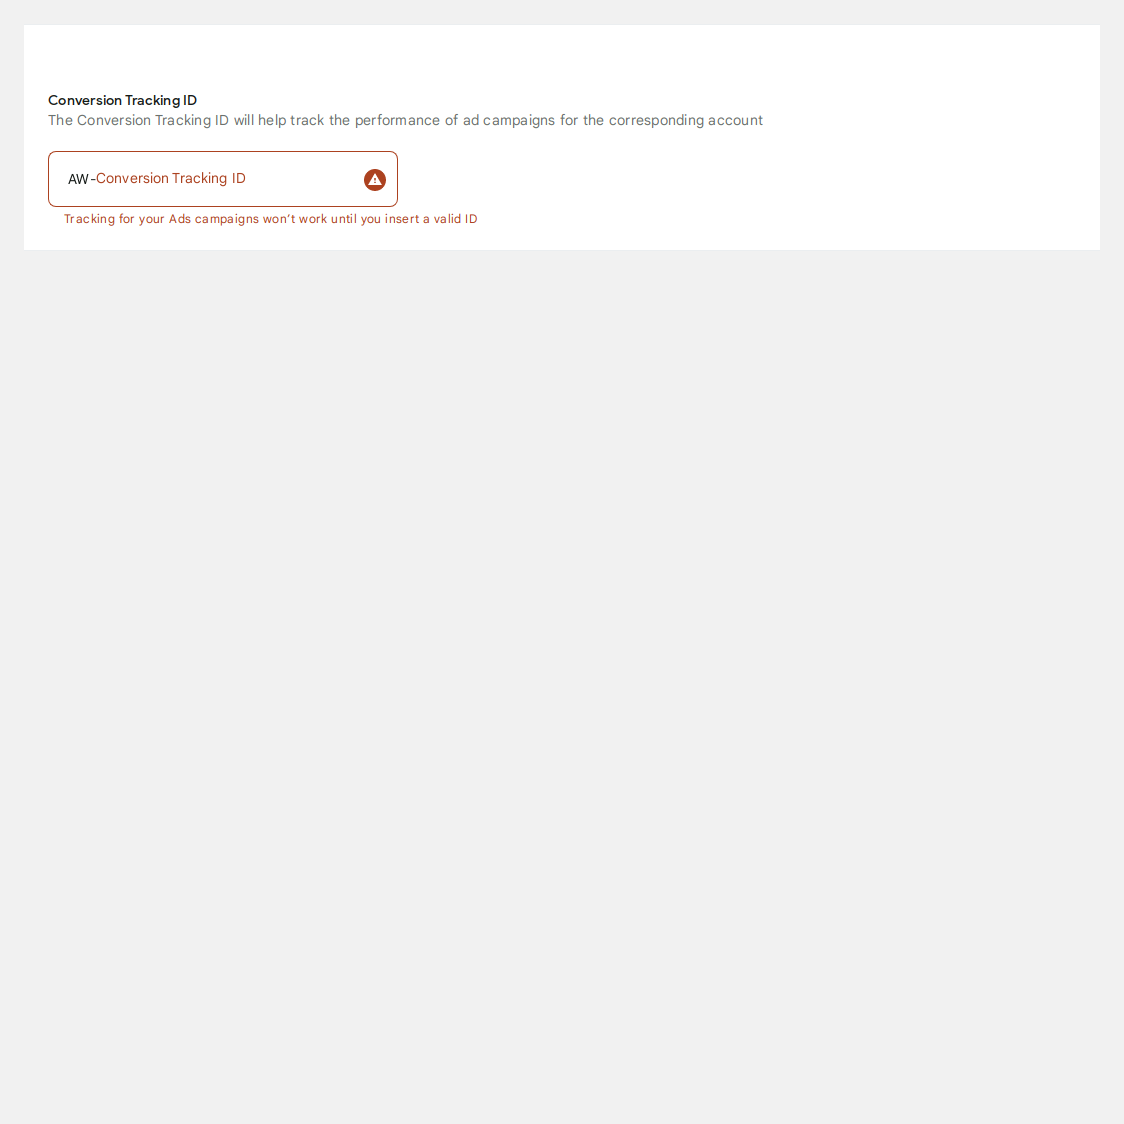 Conversion Tracking ID
The Conversion Tracking ID will help track the performance of ad campaigns for the corresponding account
AW-Conversion Tracking ID
Tracking for your Ads campaigns won’t work until you insert a valid ID